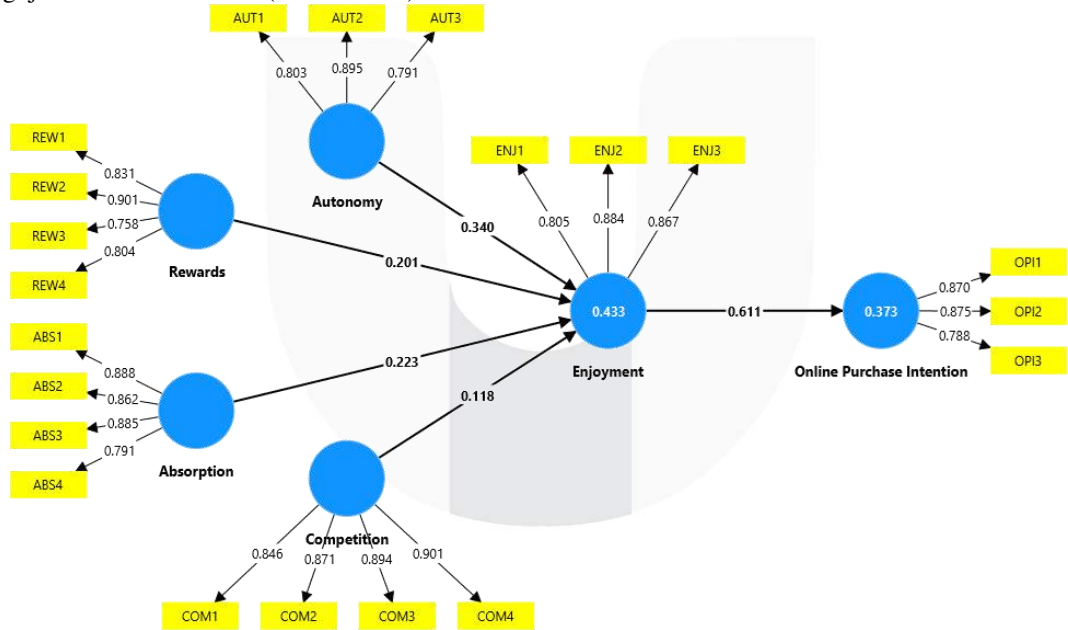 AUT1
AUT2
AUT3
0.803
0.895
0.791
Autonomy
REW1
REW2
REW3
REW4
0.831
0.901
0.758
0.804
Rewards
ABS1
ABS2
ABS3
ABS4
0.888
0.862
0.885
0.791
Absorption
Competition
0.846
0.871
0.894
0.901
COM1
COM2
COM3
COM4
0.340
0.201
0.223
0.118
ENJ1
ENJ2
ENJ3
0.805
0.884
0.867
0.433
Enjoyment
0.611
0.373
Online Purchase Intention
0.870
0.875
0.788
OPI1
OPI2
OPI3